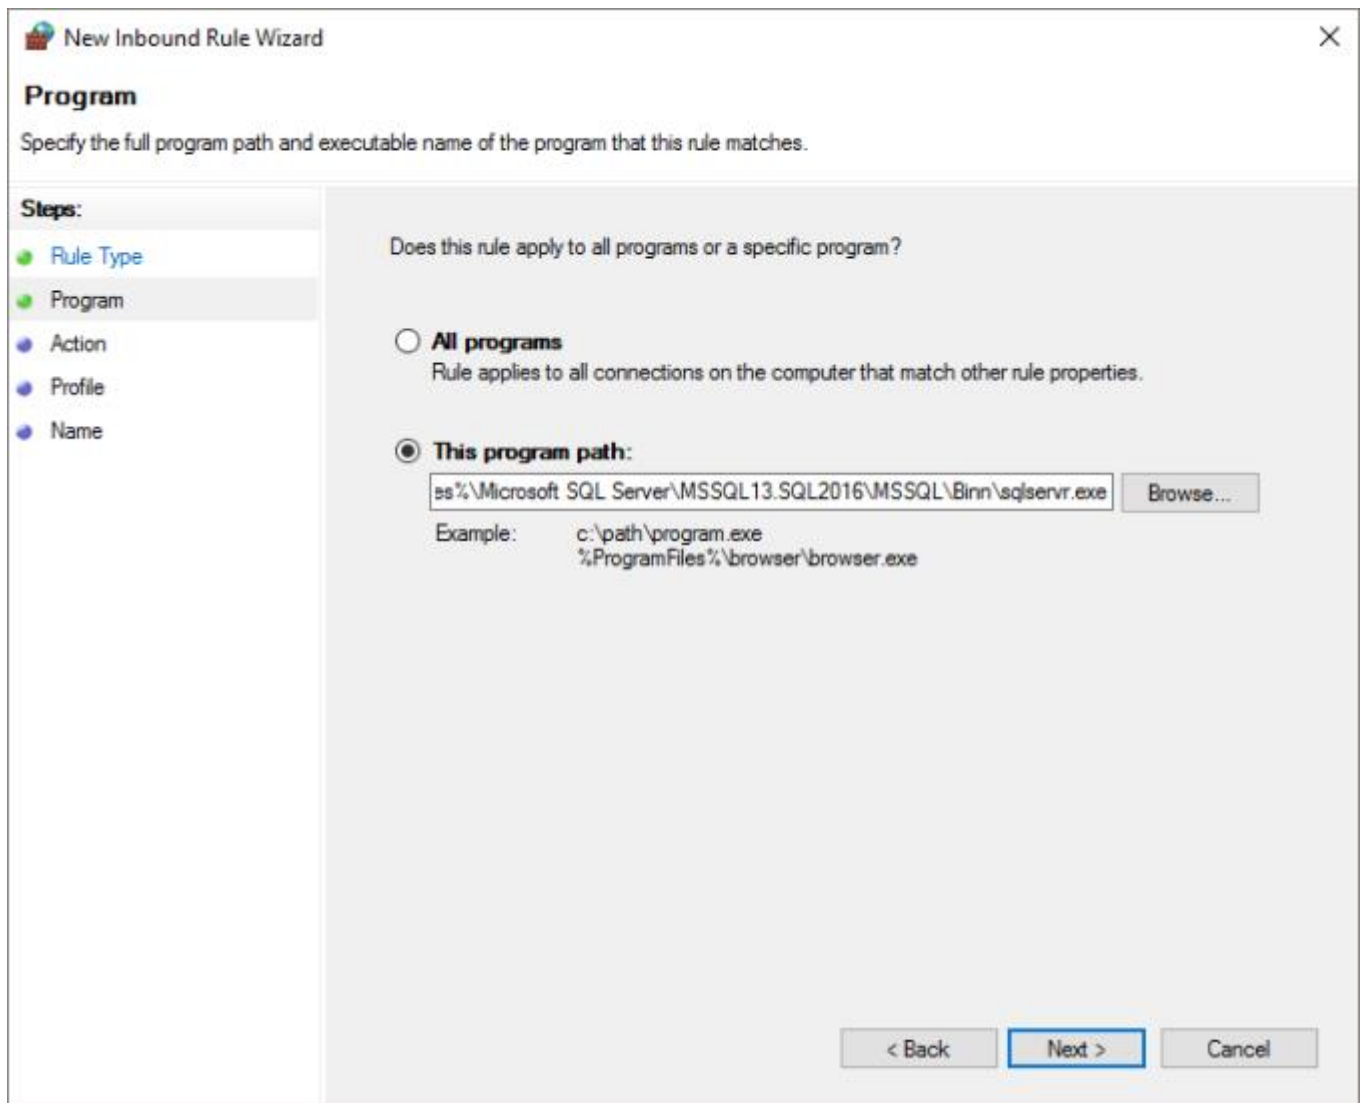 New Inbound Rule Wizard
Program
Specify the full program path and executable name of the program that this rule matches.
Steps:
Rule Type
Program
Action
Profile
Name
Does this rule apply to all programs or a specific program?
All programs
Rule applies to all connections on the computer that match other rule properties.
This program path:
es%\Microsoft SQL Server\MSSQL13.SQL2016\MSSQL\Binn\sqlservr.exe
Browse...
Example: c:\path\program.exe
%ProgramFiles%\browser\browser.exe
< Back Next > Cancel